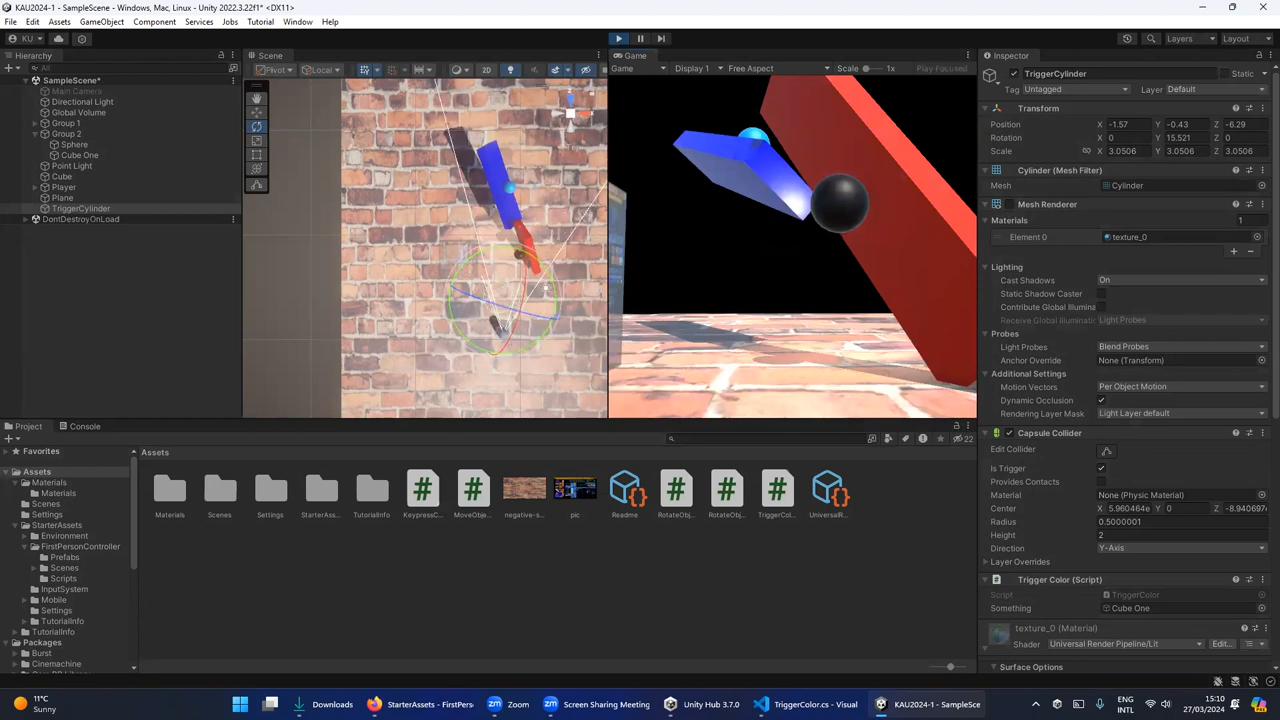 KAU2024-1 - SampleScene - Windows, Mac, Linux - Unity 2022.3.22f1* <DX11>
File Edit Assets GameObject Component Services Jobs Tutorial Window Help
KU Layers Layout
Hierarchy Scene Game Inspector
All Pivot Local 2D Game Display 1 Free Aspect Scale 1x Play Focused TriggerCylinder Static
SampleScene*
Tag Untagged Layer Default
Main Camera
Directional Light
Transform
Global Volume
Position X -1.57 Y -0.43 Z -6.29
Group 1
Rotation X 0 Y 15.521 Z 0
Group 2
Scale X 3.0506 Y 3.0506 Z 3.0506
Sphere
Cube One
Cylinder (Mesh Filter)
Point Light
Mesh Cylinder
Cube
Player
Plane
Mesh Renderer
TriggerCylinder
Materials 1
DontDestroyOnLoad
Element 0 texture_0
Lighting
Cast Shadows On
Static Shadow Caster
Contribute Global Illumina
Receive Global Illuminatic Light Probes
Probes
Light Probes Blend Probes
Anchor Override None (Transform)
Additional Settings
Motion Vectors Per Object Motion
Dynamic Occlusion
Rendering Layer Mask Light Layer default
Project Console
Capsule Collider
22
Edit Collider
Favorites Assets
Is Trigger
Assets
Provides Contacts
Materials
Material None (Physic Material)
Materials
Center X 5.960464e Y 0 Z -8.940697
Scenes
Radius 0.5000001
Settings
Height 2
StarterAssets
Direction Y-Axis
Environment
Layer Overrides
FirstPersonController
Materials Scenes Settings StarterAss... TutorialInfo KeypressC... MoveObje... negative-s... pic Readme RotateObj... RotateObj... TriggerCol... UniversalR...
Prefabs
Scenes
Scripts
Trigger Color (Script)
InputSystem
Script TriggerColor
Mobile
Something Cube One
Settings
TutorialInfo
texture_0 (Material)
TutorialInfo
Shader Universal Render Pipeline/Lit Edit...
Packages
Burst
Cinemachine
Surface Options
11°C
Sunny
Downloads StarterAssets - FirstPers Zoom Screen Sharing Meeting Unity Hub 3.7.0 TriggerColor.cs - Visual KAU2024-1 - SampleSce
ENG
INTL
15:10
27/03/2024